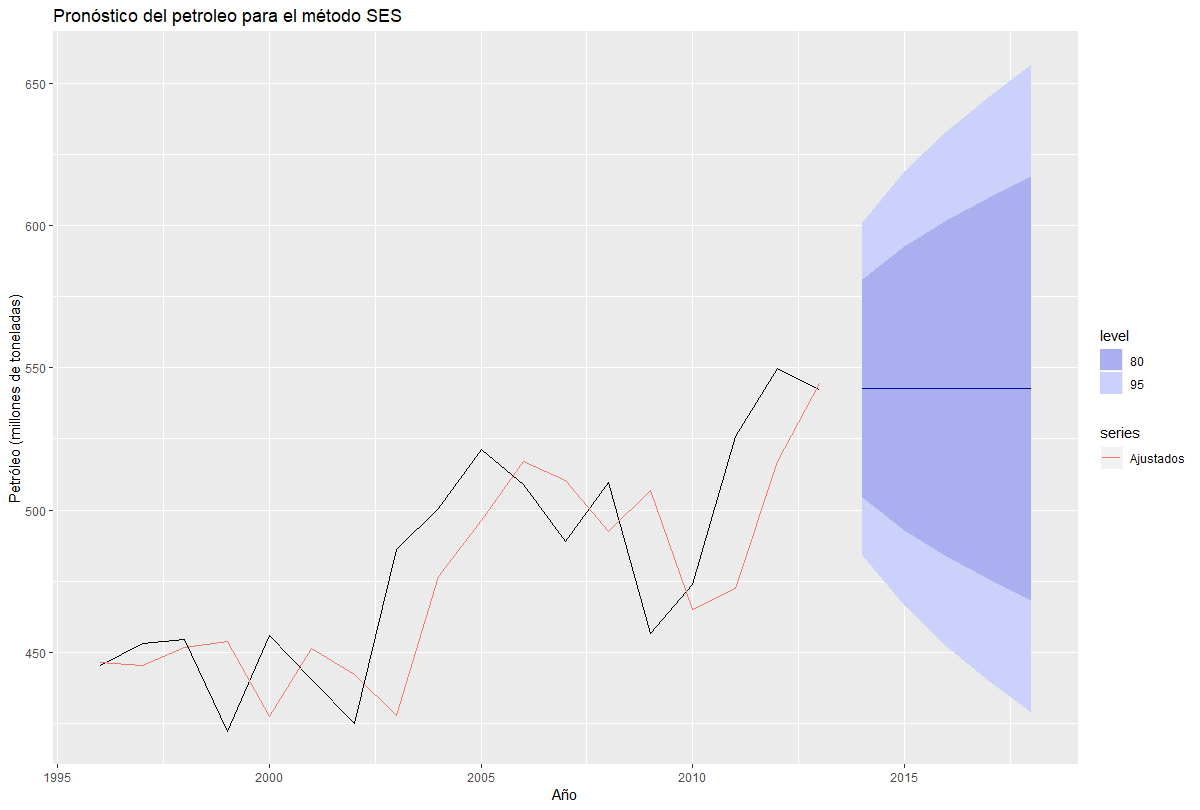 Pronóstico del petroleo para el método SES
Petróleo (millones de toneladas)
650
600
550
500
450
1995
2000
2005
2010
2015
Año
level
80
95
series
Ajustados